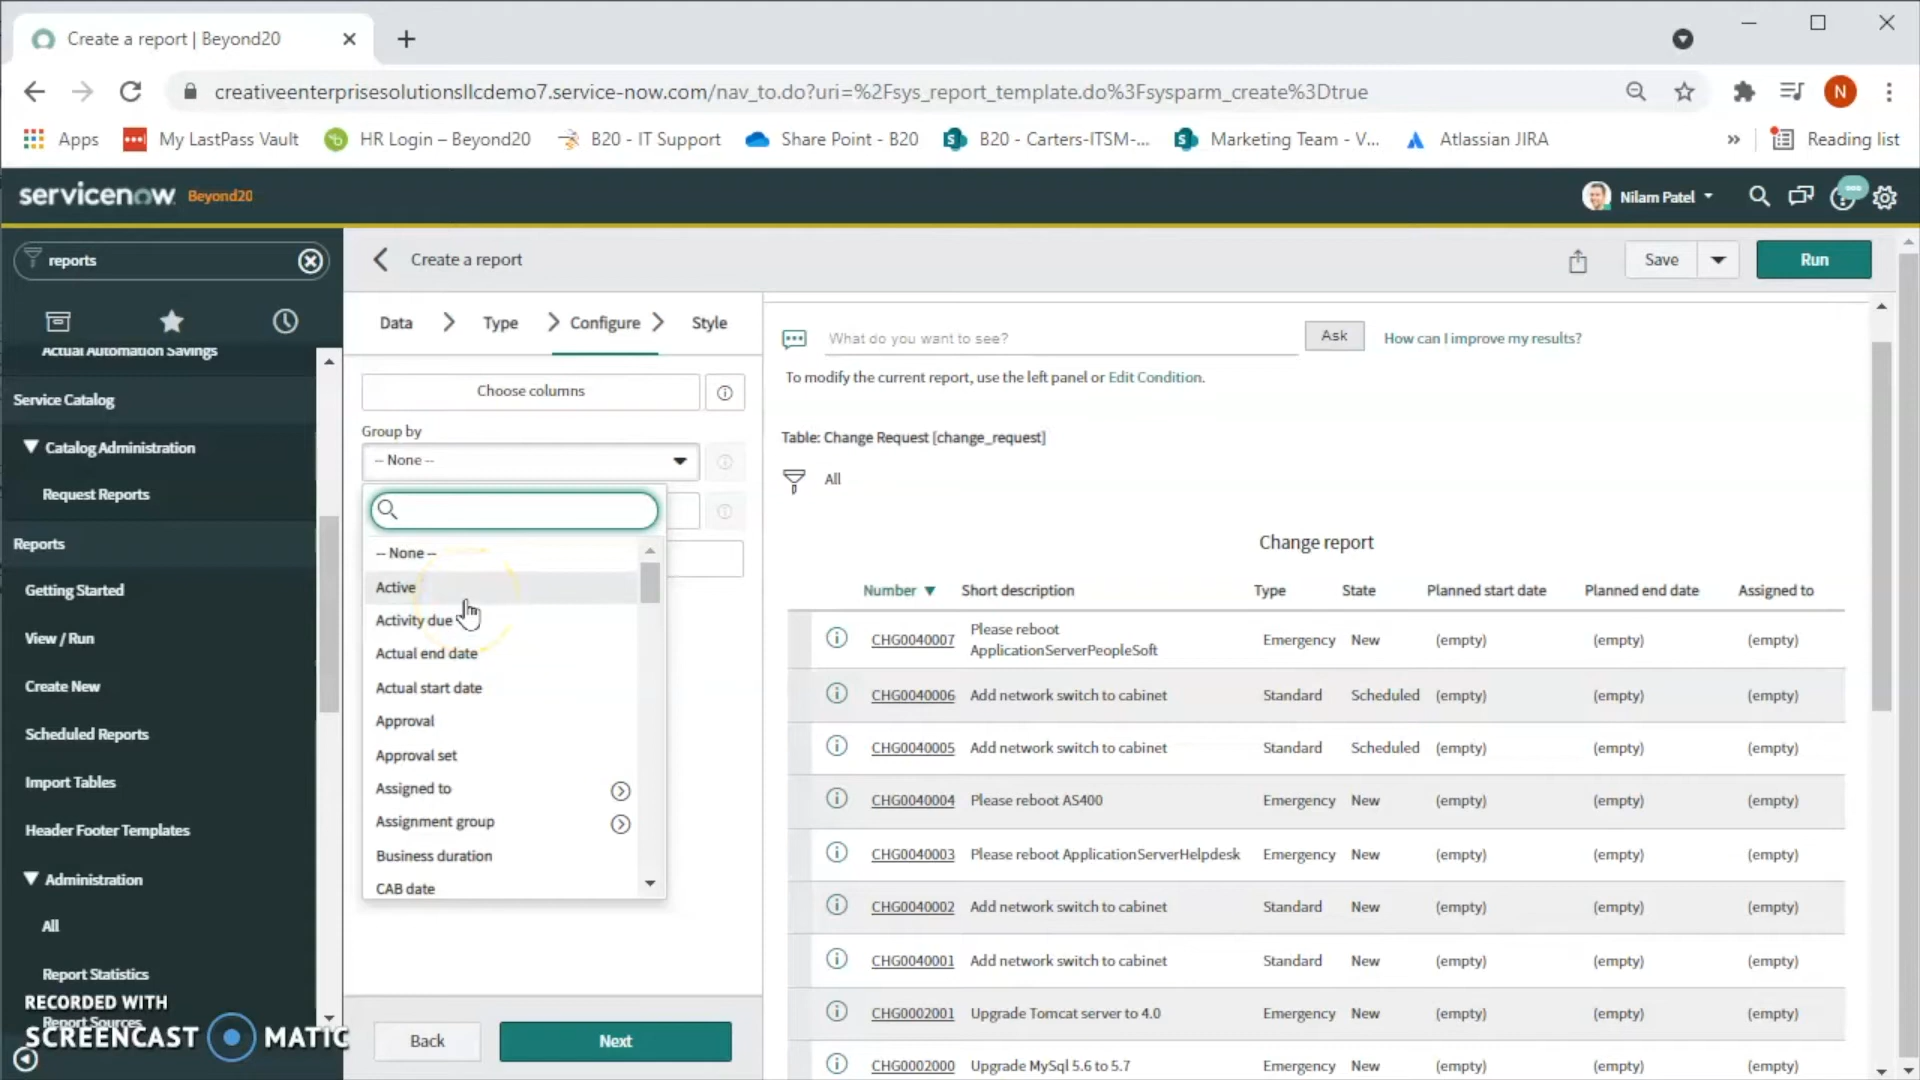 Create a report | Beyond20
creativeenterprisesolutionsllcdemo7.service-now.com/nav_to.do?uri=%2Fsys_report_template.do%3Fsysparm_create%3Dtrue
N
Apps
My LastPass Vault
HR Login – Beyond20
B20 - IT Support
Share Point - B20
B20 - Carters-ITSM-...
Marketing Team - V...
Atlassian JIRA
»
Reading list
servicenow Beyond20
Nilam Patel
reports
Actual Automation Savings
Service Catalog
Catalog Administration
Request Reports
Reports
Getting Started
View / Run
Create New
Scheduled Reports
Import Tables
Header Footer Templates
Administration
All
Report Statistics
Report Sources
RECORDED WITH
SCREENCAST MATIC
Create a report
Save
Run
Data
Type
Configure
Style
Choose columns
Group by
-- None --
-- None --
Active
Activity due
Actual end date
Actual start date
Approval
Approval set
Assigned to
Assignment group
Business duration
CAB date
Back
Next
What do you want to see?
Ask
How can I improve my results?
To modify the current report, use the left panel or Edit Condition.
Table: Change Request [change_request]
All
Change report
Number Short description Type State Planned start date Planned end date Assigned to
CHG0040007 Please reboot ApplicationServerPeopleSoft Emergency New (empty) (empty) (empty)
CHG0040006 Add network switch to cabinet Standard Scheduled (empty) (empty) (empty)
CHG0040005 Add network switch to cabinet Standard Scheduled (empty) (empty) (empty)
CHG0040004 Please reboot AS400 Emergency New (empty) (empty) (empty)
CHG0040003 Please reboot ApplicationServerHelpdesk Emergency New (empty) (empty) (empty)
CHG0040002 Add network switch to cabinet Standard New (empty) (empty) (empty)
CHG0040001 Add network switch to cabinet Standard New (empty) (empty) (empty)
CHG0002001 Upgrade Tomcat server to 4.0 Emergency New (empty) (empty) (empty)
CHG0002000 Upgrade MySql 5.6 to 5.7 Emergency New (empty) (empty) (empty)